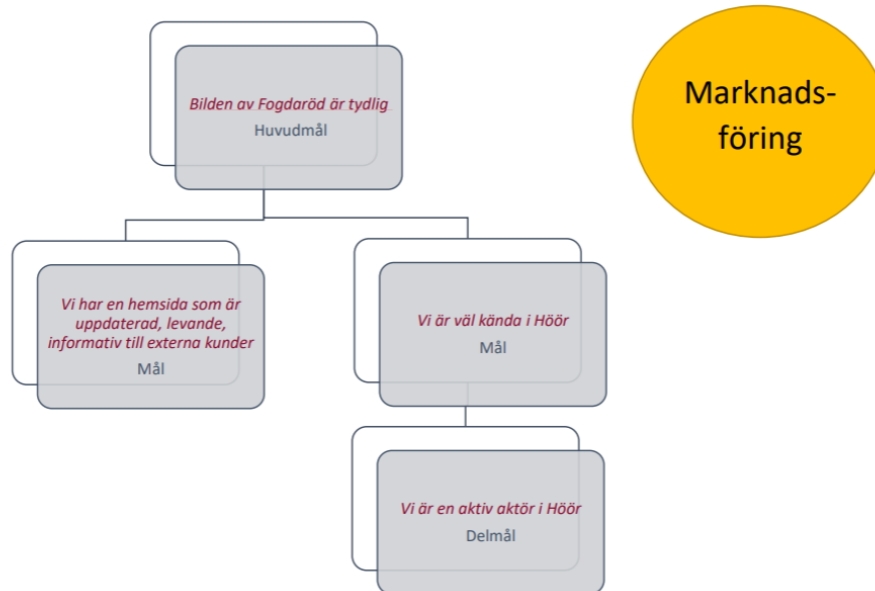 Marknads-
föring
Bilden av Fogdaröd är tydlig
Huvudmål
Vi har en hemsida som är
uppdaterad, levande,
informativ till externa kunder
Mål
Vi är väl kända i Höör
Mål
Vi är en aktiv aktör i Höör
Delmål